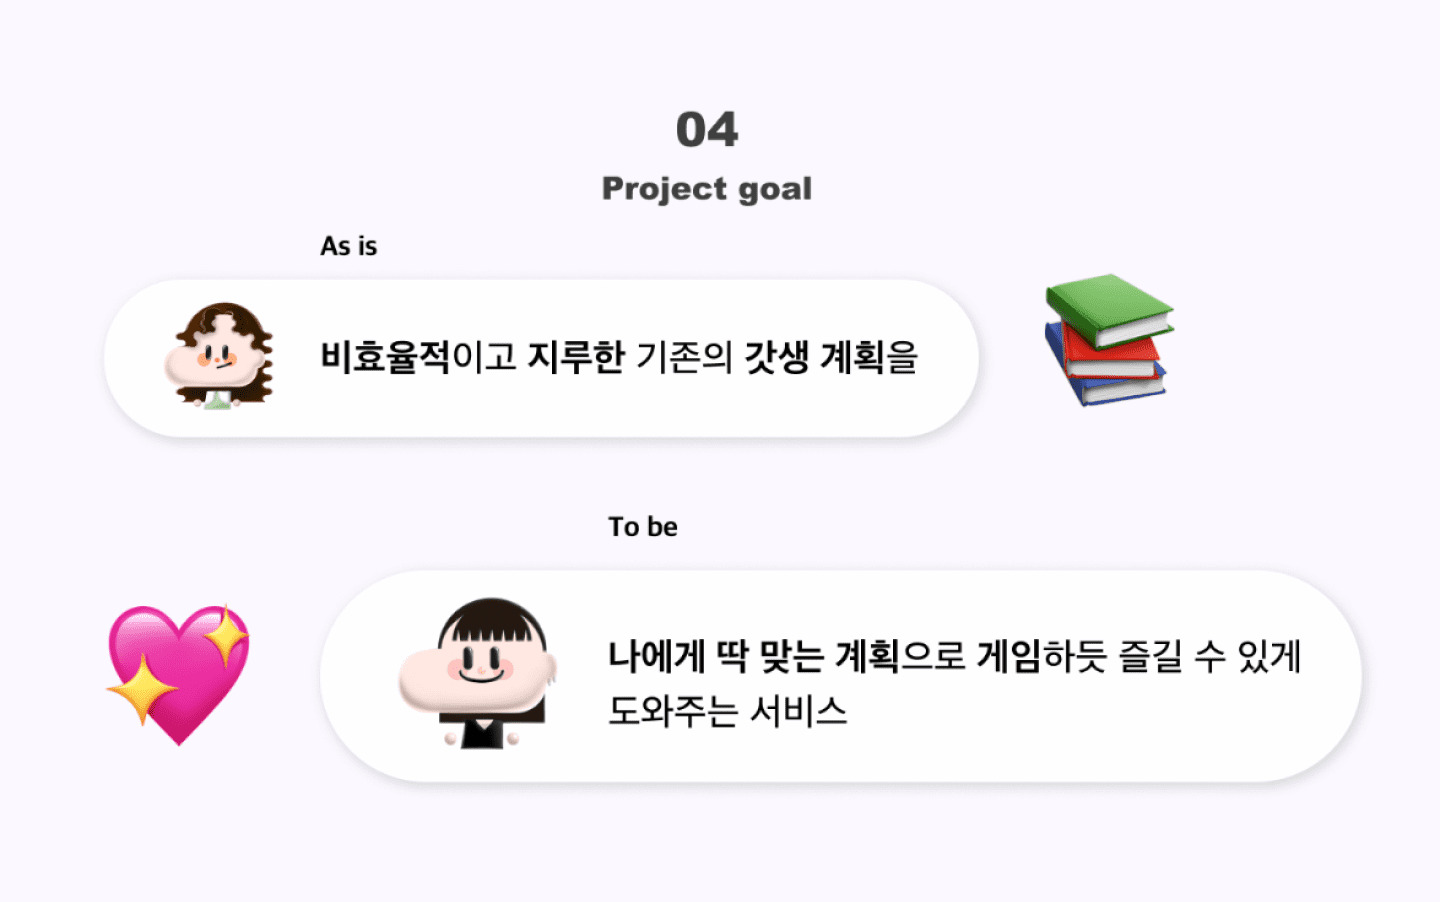 04
Project goal
As is
비효율적이고 지루한 기존의 갓생 계획을
To be
나에게 딱 맞는 계획으로 게임하듯 즐길 수 있게
도와주는 서비스